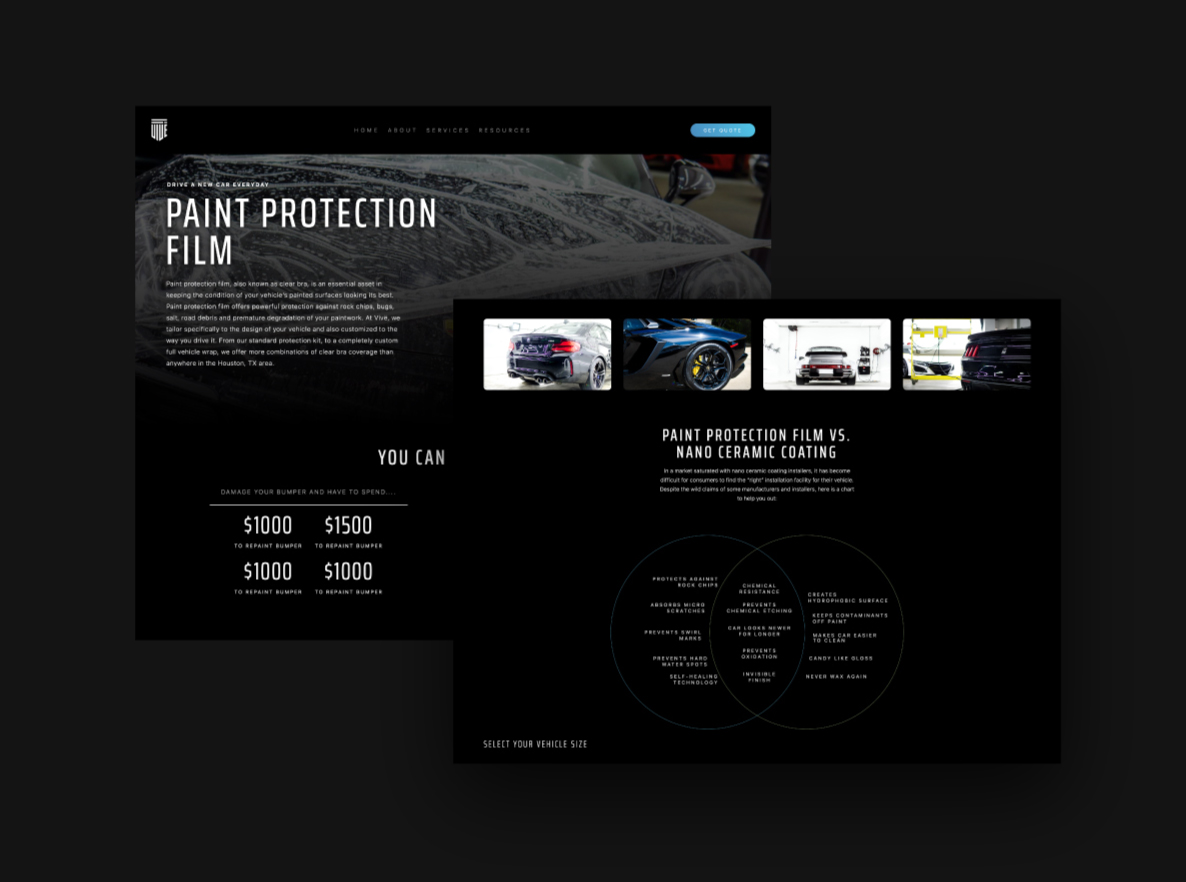 VIVE
HOME ABOUT SERVICES RESOURCES
GET QUOTE
DRIVE A NEW CAR EVERYDAY
PAINT PROTECTION
FILM
Paint protection film, also known as clear bra, is an essential asset in
keeping the condition of your vehicle's painted surfaces looking its best.
Paint protection film offers powerful protection against rock chips, bugs,
salt, road debris and premature degradation of your paintwork. At Vivé, we
tailor specifically to the design of your vehicle and also customized to the
way you drive it. From our standard protection kit, to a completely custom
full vehicle wrap, we offer more combinations of clear bra coverage than
anywhere in the Houston, TX area.
YOU CAN
DAMAGE YOUR BUMPER AND HAVE TO SPEND....
$1000 $1500
TO REPAINT BUMPER TO REPAINT BUMPER
$1000 $1000
TO REPAINT BUMPER TO REPAINT BUMPER
PAINT PROTECTION FILM VS.
NANO CERAMIC COATING
In a market saturated with nano ceramic coating installers, it has become
difficult for consumers to find the "right" installation facility for their vehicle.
Despite the wild claims of some manufacturers and installers, here is a chart
to help you out:
PROTECTS AGAINST
ROCK CHIPS
ABSORBS MICRO
SCRATCHES
PREVENTS SWIRL
MARKS
PREVENTS HARD
WATER SPOTS
SELF-HEALING
TECHNOLOGY
CHEMICAL
RESISTANCE
PREVENTS
CHEMICAL ETCHING
CAR LOOKS NEWER
FOR LONGER
PREVENTS
OXIDATION
INVISIBLE
FINISH
CREATES
HYDROPHOBIC SURFACE
KEEPS CONTAMINANTS
OFF PAINT
MAKES CAR EASIER
TO CLEAN
CANDY LIKE GLOSS
NEVER WAX AGAIN
SELECT YOUR VEHICLE SIZE